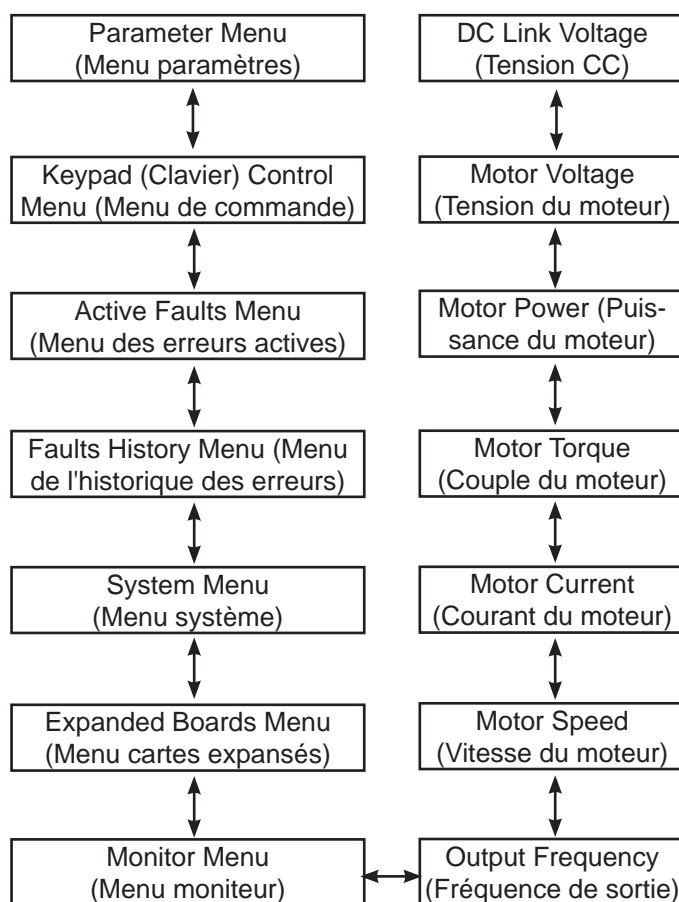 Parameter Menu
(Menu paramètres)
Keypad (Clavier) Control
Menu (Menu de commande)
Active Faults Menu
(Menu des erreurs actives)
Faults History Menu (Menu
de l'historique des erreurs)
System Menu
(Menu système)
Expanded Boards Menu
(Menu cartes expansés)
Monitor Menu
(Menu moniteur)
DC Link Voltage
(Tension CC)
Motor Voltage
(Tension du moteur)
Motor Power (Puis-
sance du moteur)
Motor Torque
(Couple du moteur)
Motor Current
(Courant du moteur)
Motor Speed
(Vitesse du moteur)
Output Frequency
(Fréquence de sortie)